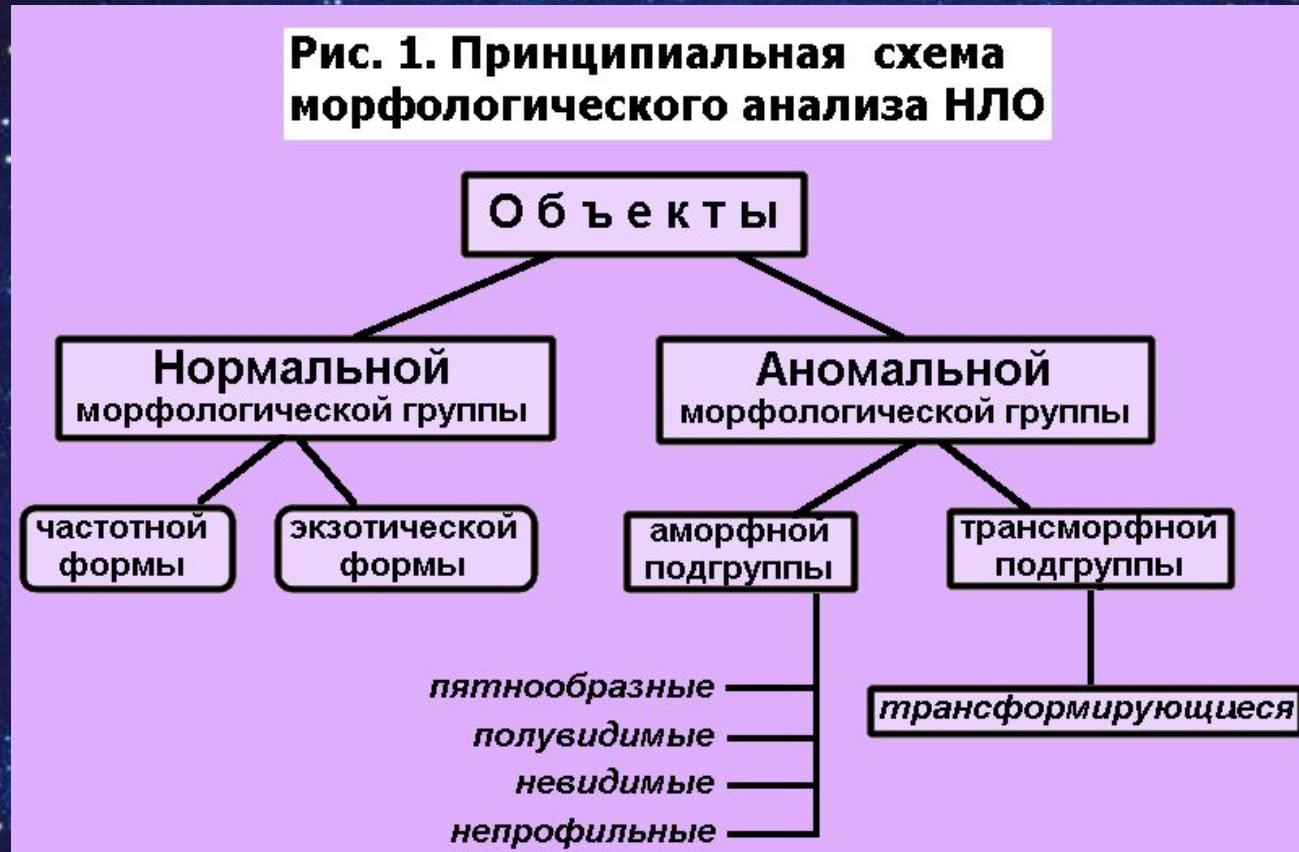 Рис. 1. Принципиальная схема
морфологического анализа НЛО
Объекты
Нормальной
морфологической группы
Аномальной
морфологической группы
частотной
формы
экзотической
формы
аморфной
подгруппы
трансморфной
подгруппы
пятнообразные
полувидимые
невидимые
непрофильные
трансформирующиеся